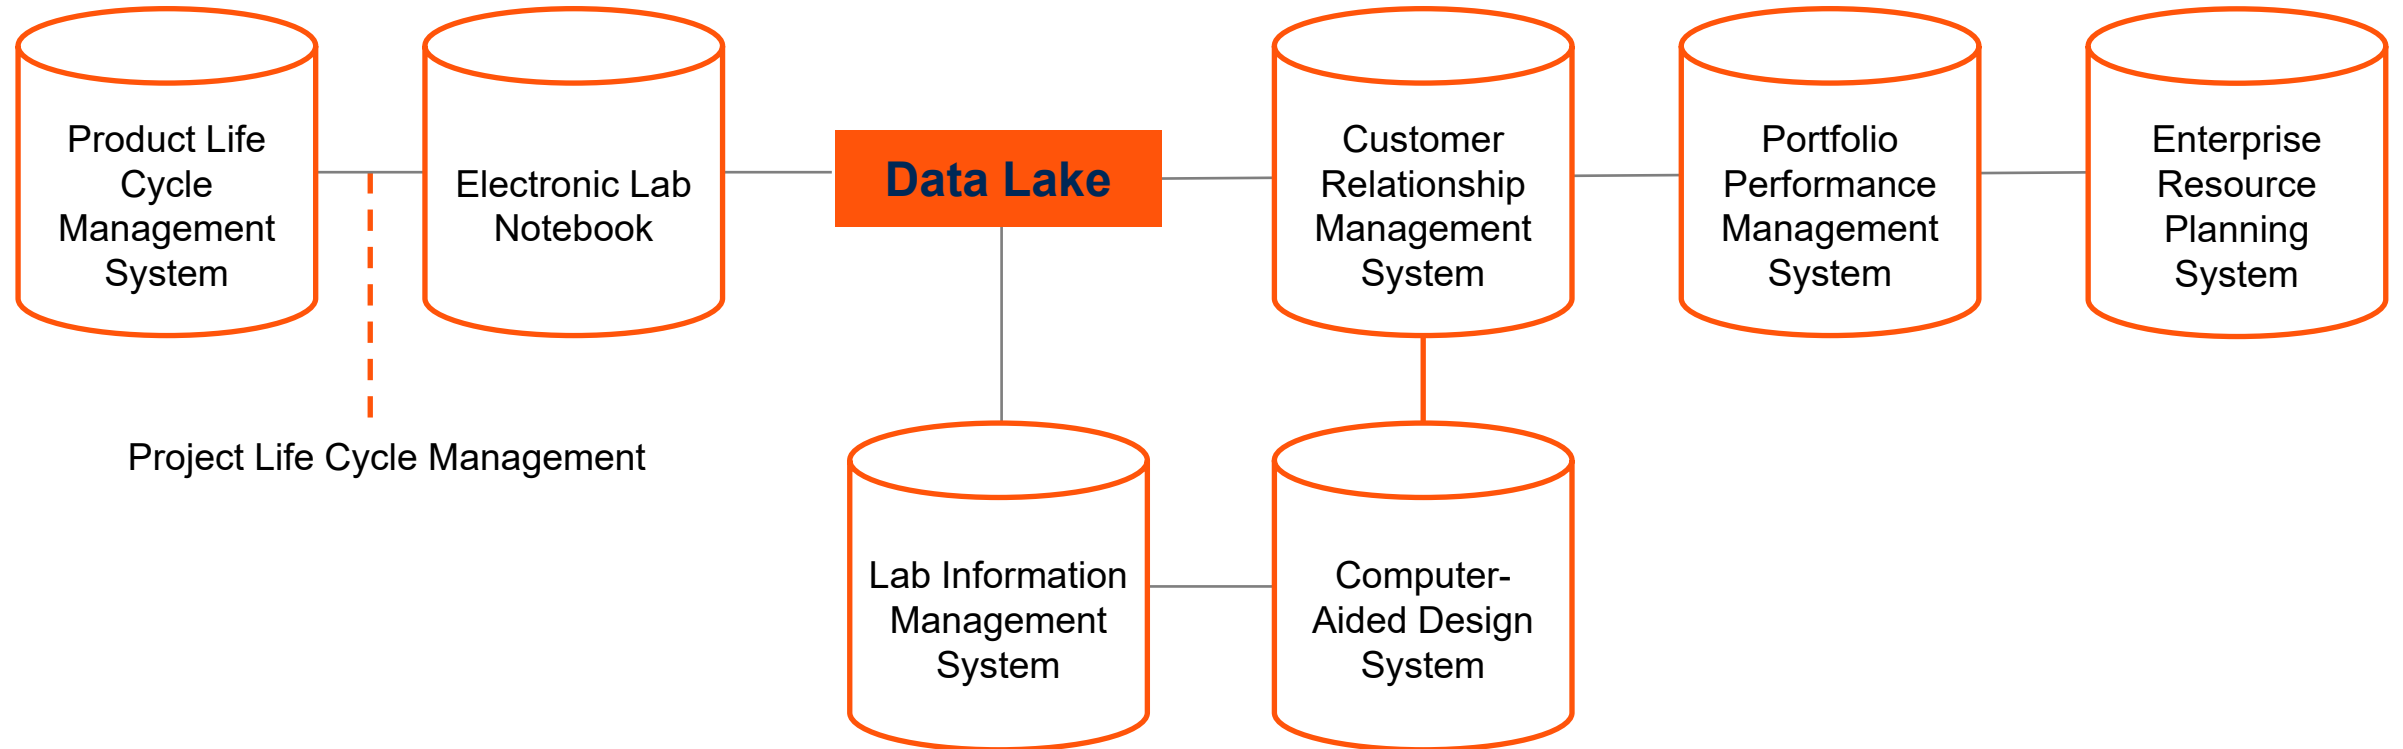 Product Life
Cycle
Management
System
Electronic Lab
Notebook
Data Lake
Customer
Relationship
Management
System
Portfolio
Performance
Management
System
Enterprise
Resource
Planning
System
Project Life Cycle Management
Lab Information
Management
System
Computer-
Aided Design
System